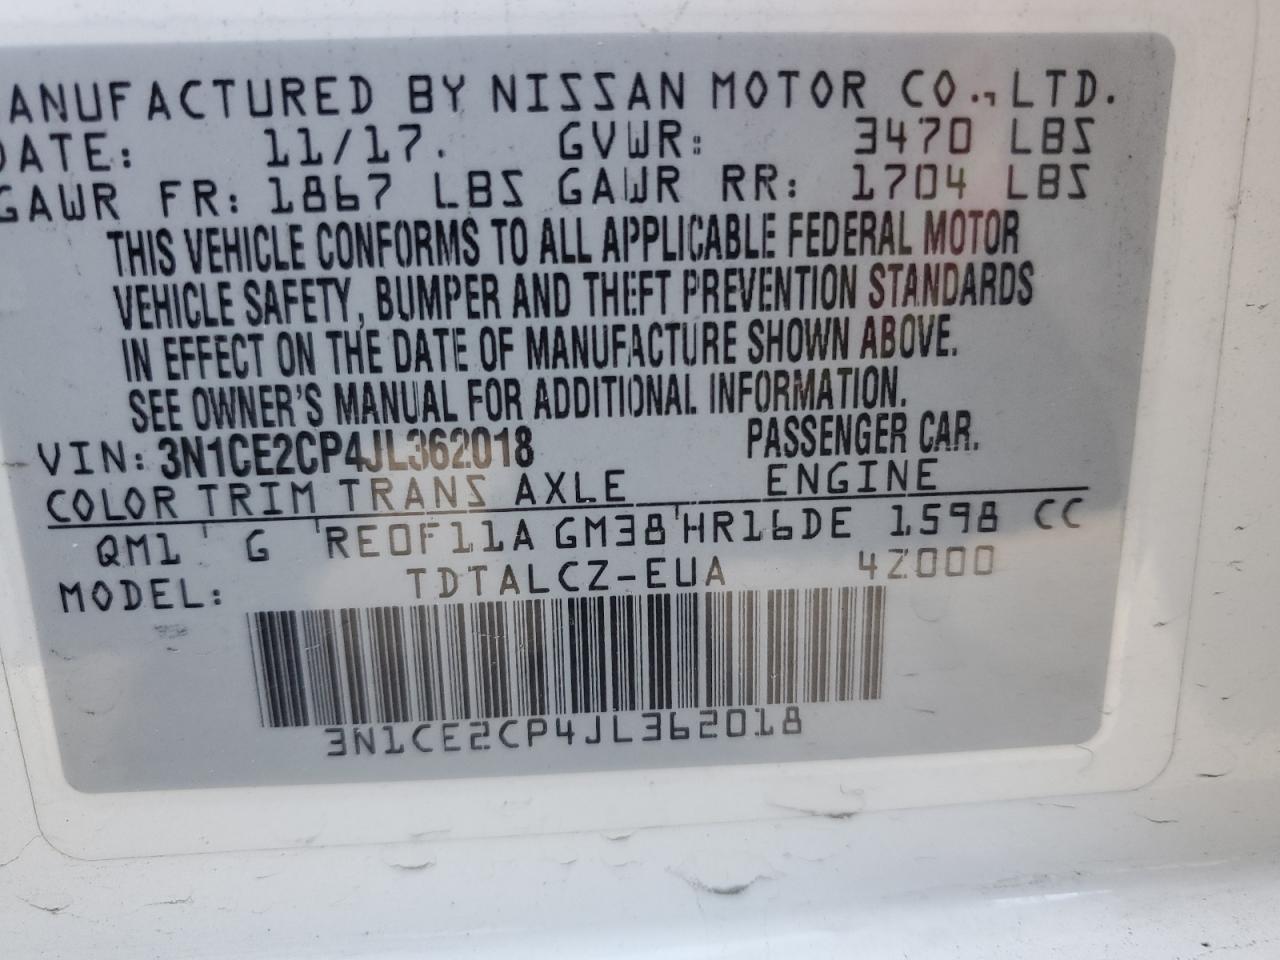 MANUFACTURED BY NISSAN MOTOR CO., LTD.
DATE: 11/17. GVWR: 3470 LBS
GAWR FR: 1867 LBS GAWR RR: 1704 LBS
THIS VEHICLE CONFORMS TO ALL APPLICABLE FEDERAL MOTOR
VEHICLE SAFETY, BUMPER AND THEFT PREVENTION STANDARDS
IN EFFECT ON THE DATE OF MANUFACTURE SHOWN ABOVE.
SEE OWNER'S MANUAL FOR ADDITIONAL INFORMATION.
VIN: 3N1CE2CP4JL362018 PASSENGER CAR.
COLOR TRIM TRANS AXLE ENGINE
QM1 G RE0F11A GM38 HR16DE 1598 CC
MODEL: TDTALCZ-EUA 4Z000
3N1CE2CP4JL362018